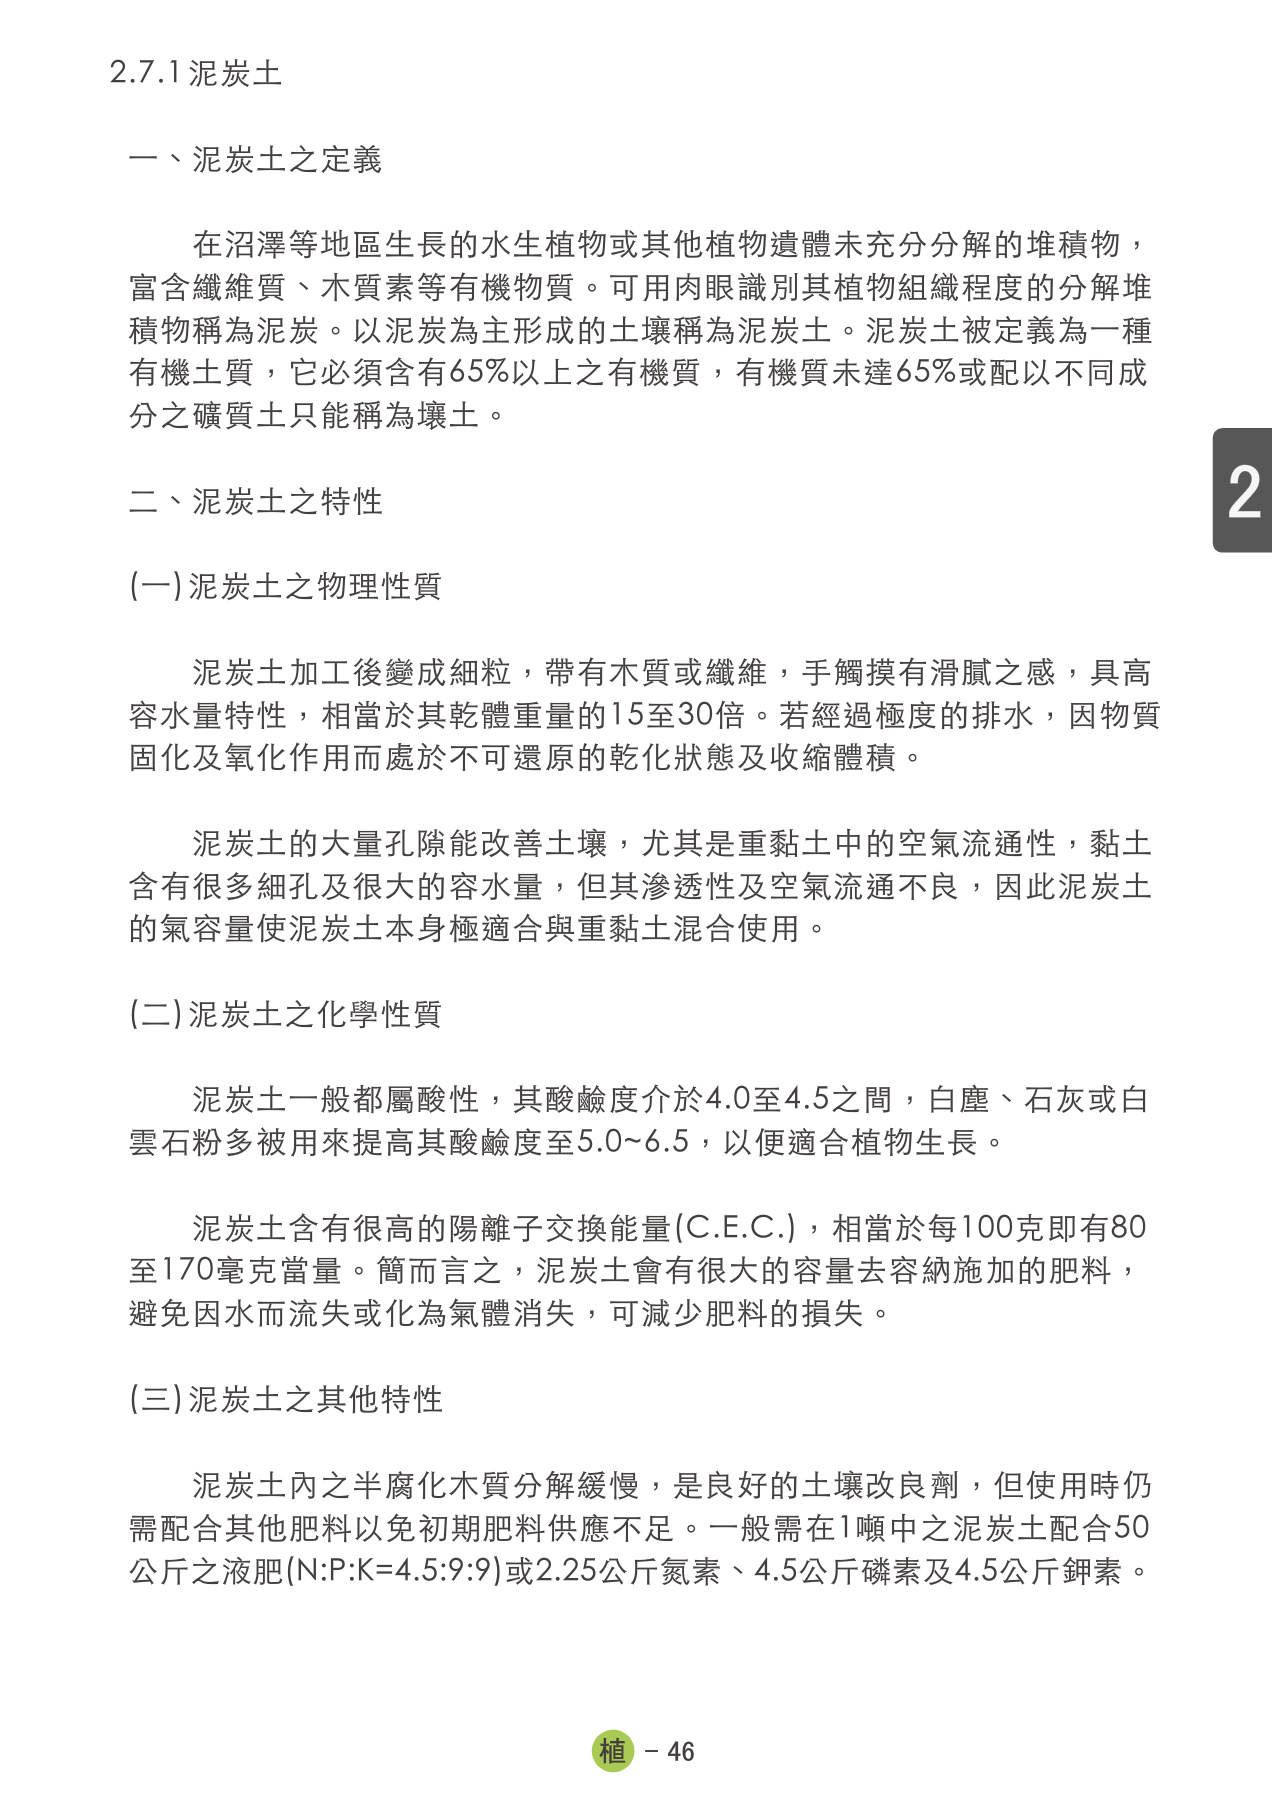 2.7.1泥炭土
一、泥炭土之定義
在沼澤等地區生長的水生植物或其他植物遺體未充分分解的堆積物，
富含纖維質、木質素等有機物質。可用肉眼識別其植物組織程度的分解堆
積物稱為泥炭。以泥炭為主形成的土壤稱為泥炭土。泥炭土被定義為一種
有機土質，它必須含有65%以上之有機質，有機質未達65%或配以不同成
分之礦質土只能稱為壤土。
2
二、泥炭土之特性
(一)泥炭土之物理性質
泥炭土加工後變成細粒，帶有木質或纖維，手觸摸有滑膩之感，具高
容水量特性，相當於其乾體重量的15至30倍。若經過極度的排水，因物質
固化及氧化作用而處於不可還原的乾化狀態及收縮體積。
泥炭土的大量孔隙能改善土壤，尤其是重黏土中的空氣流通性，黏土
含有很多細孔及很大的容水量，但其滲透性及空氣流通不良，因此泥炭土
的氣容量使泥炭土本身極適合與重黏土混合使用。
(二)泥炭土之化學性質
泥炭土一般都屬酸性，其酸鹼度介於4.0至4.5之間，白塵、石灰或白
雲石粉多被用來提高其酸鹼度至5.0~6.5，以便適合植物生長。
泥炭土含有很高的陽離子交換能量(C.E.C.)，相當於每100克即有80
至170毫克當量。簡而言之，泥炭土會有很大的容量去容納施加的肥料，
避免因水而流失或化為氣體消失，可減少肥料的損失。
(三)泥炭土之其他特性
泥炭土內之半腐化木質分解緩慢，是良好的土壤改良劑，但使用時仍
需配合其他肥料以免初期肥料供應不足。一般需在1噸中之泥炭土配合50
公斤之液肥(N:P:K=4.5:9:9)或2.25公斤氮素、4.5公斤磷素及4.5公斤鉀素。
植 - 46